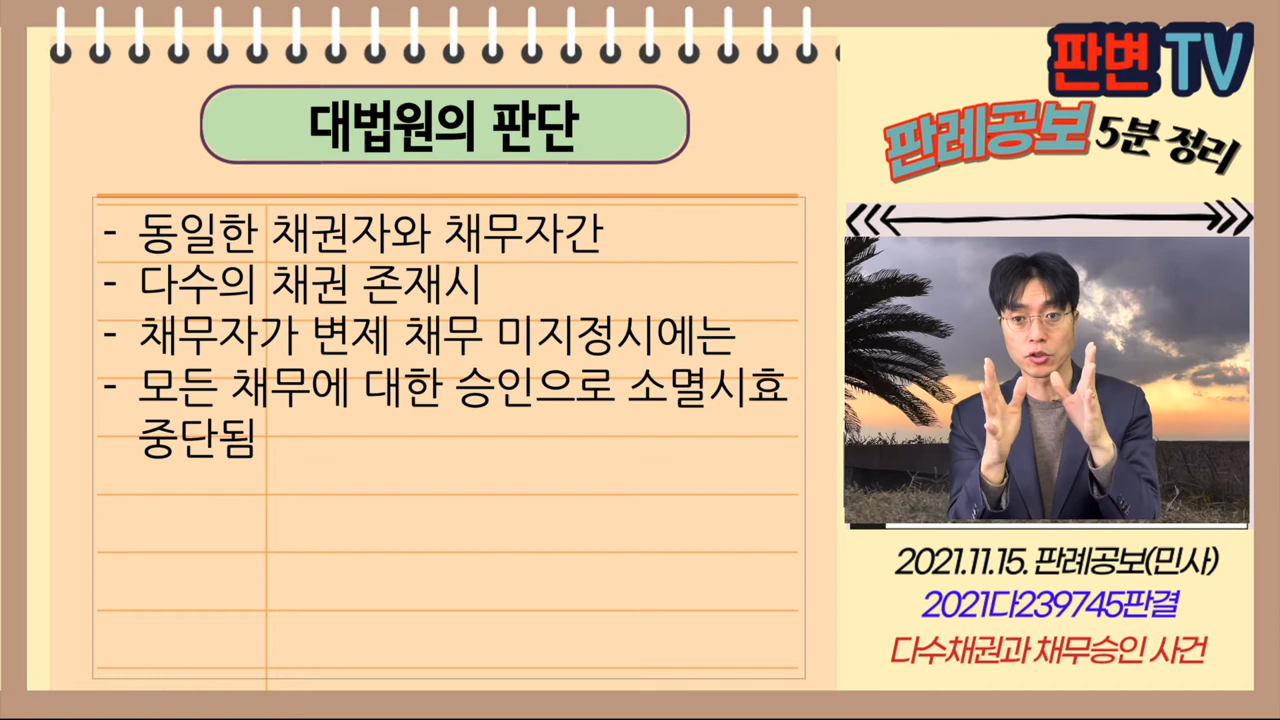 판변 TV
판례공보 5분 정리
대법원의 판단
- 동일한 채권자와 채무자간
- 다수의 채권 존재시
- 채무자가 변제 채무 미지정시에는
- 모든 채무에 대한 승인으로 소멸시효
중단됨
2021.11.15. 판례공보(민사)
2021다239745판결
다수채권과 채무승인 사건